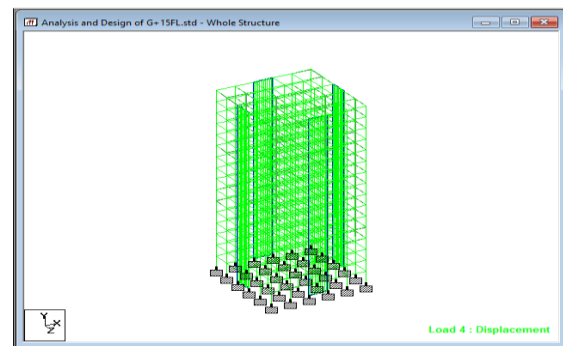 Analysis and Design of G+15FL.std - Whole Structure
Y
X
Z
Load 4 : Displacement